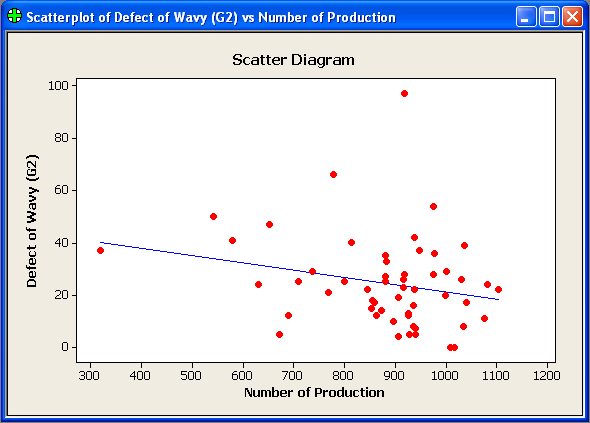 Scatterplot of Defect of Wavy (G2) vs Number of Production
Scatter Diagram
100
80
60
40
20
0
Defect of Wavy (G2)
300 400 500 600 700 800 900 1000 1100 1200
Number of Production